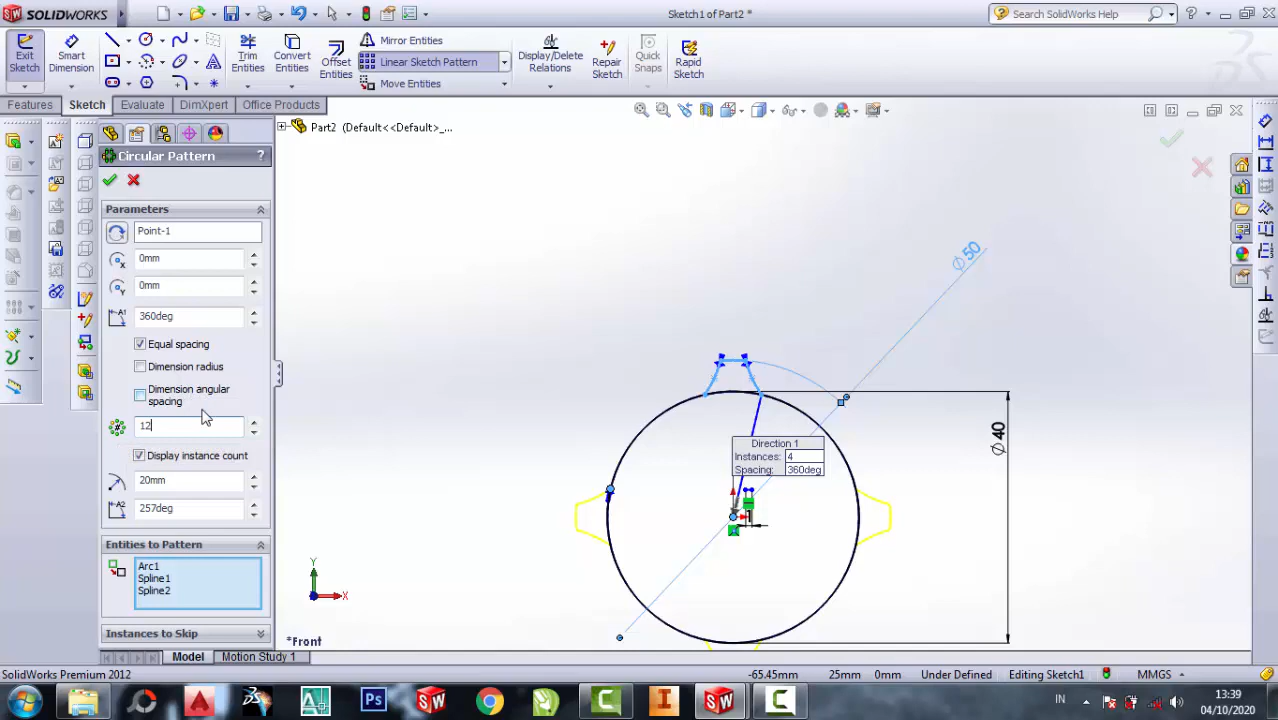 SOLIDWORKS
Sketch1 of Part2 *
Search SolidWorks Help
Exit Sketch
Smart Dimension
Trim Entities
Convert Entities
Offset Entities
Mirror Entities
Linear Sketch Pattern
Move Entities
Display/Delete Relations
Repair Sketch
Quick Snaps
Rapid Sketch
Features
Sketch
Evaluate
DimXpert
Office Products
Part2 (Default<<Default>_...
Circular Pattern
?
Parameters
Point-1
0mm
0mm
360deg
Equal spacing
Dimension radius
Dimension angular
spacing
12
Display instance count
20mm
257deg
Entities to Pattern
Arc1
Spline1
Spline2
Instances to Skip
Ø50
Ø40
Direction 1
Instances: 4
Spacing: 360deg
1
Y
X
*Front
Model
Motion Study 1
SolidWorks Premium 2012
-65.45mm
25mm
0mm
Under Defined
Editing Sketch1
MMGS
IN
13:39
04/10/2020